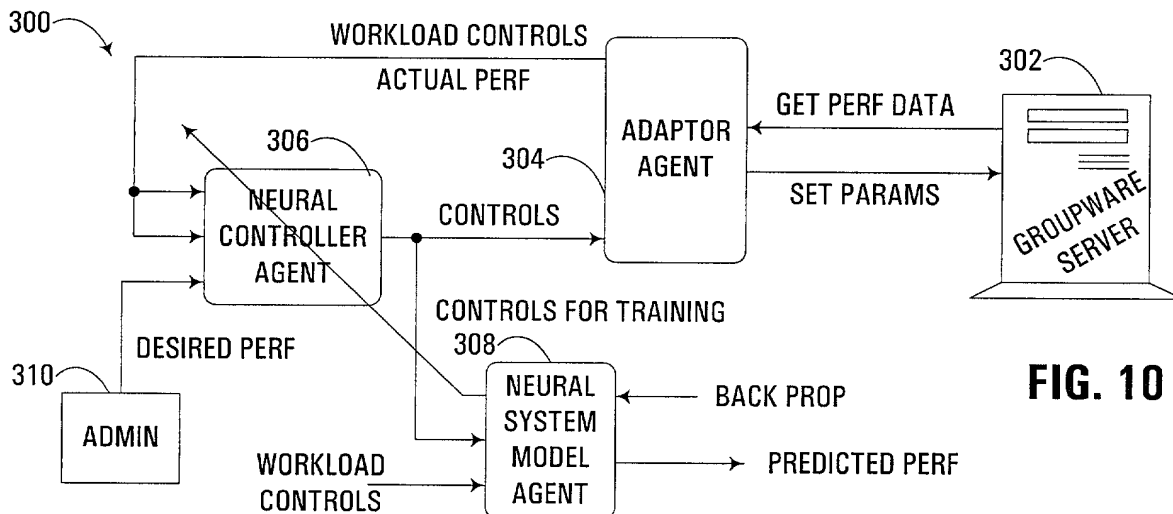 300
WORKLOAD CONTROLS
ACTUAL PERF
302
GET PERF DATA
ADAPTOR
AGENT
306
304
SET PARAMS
NEURAL
CONTROLLER
AGENT
CONTROLS
GROUPWARE
SERVER
CONTROLS FOR TRAINING
DESIRED PERF
308
310
ADMIN
NEURAL
SYSTEM
MODEL
AGENT
BACK PROP
FIG. 10
WORKLOAD
CONTROLS
PREDICTED PERF